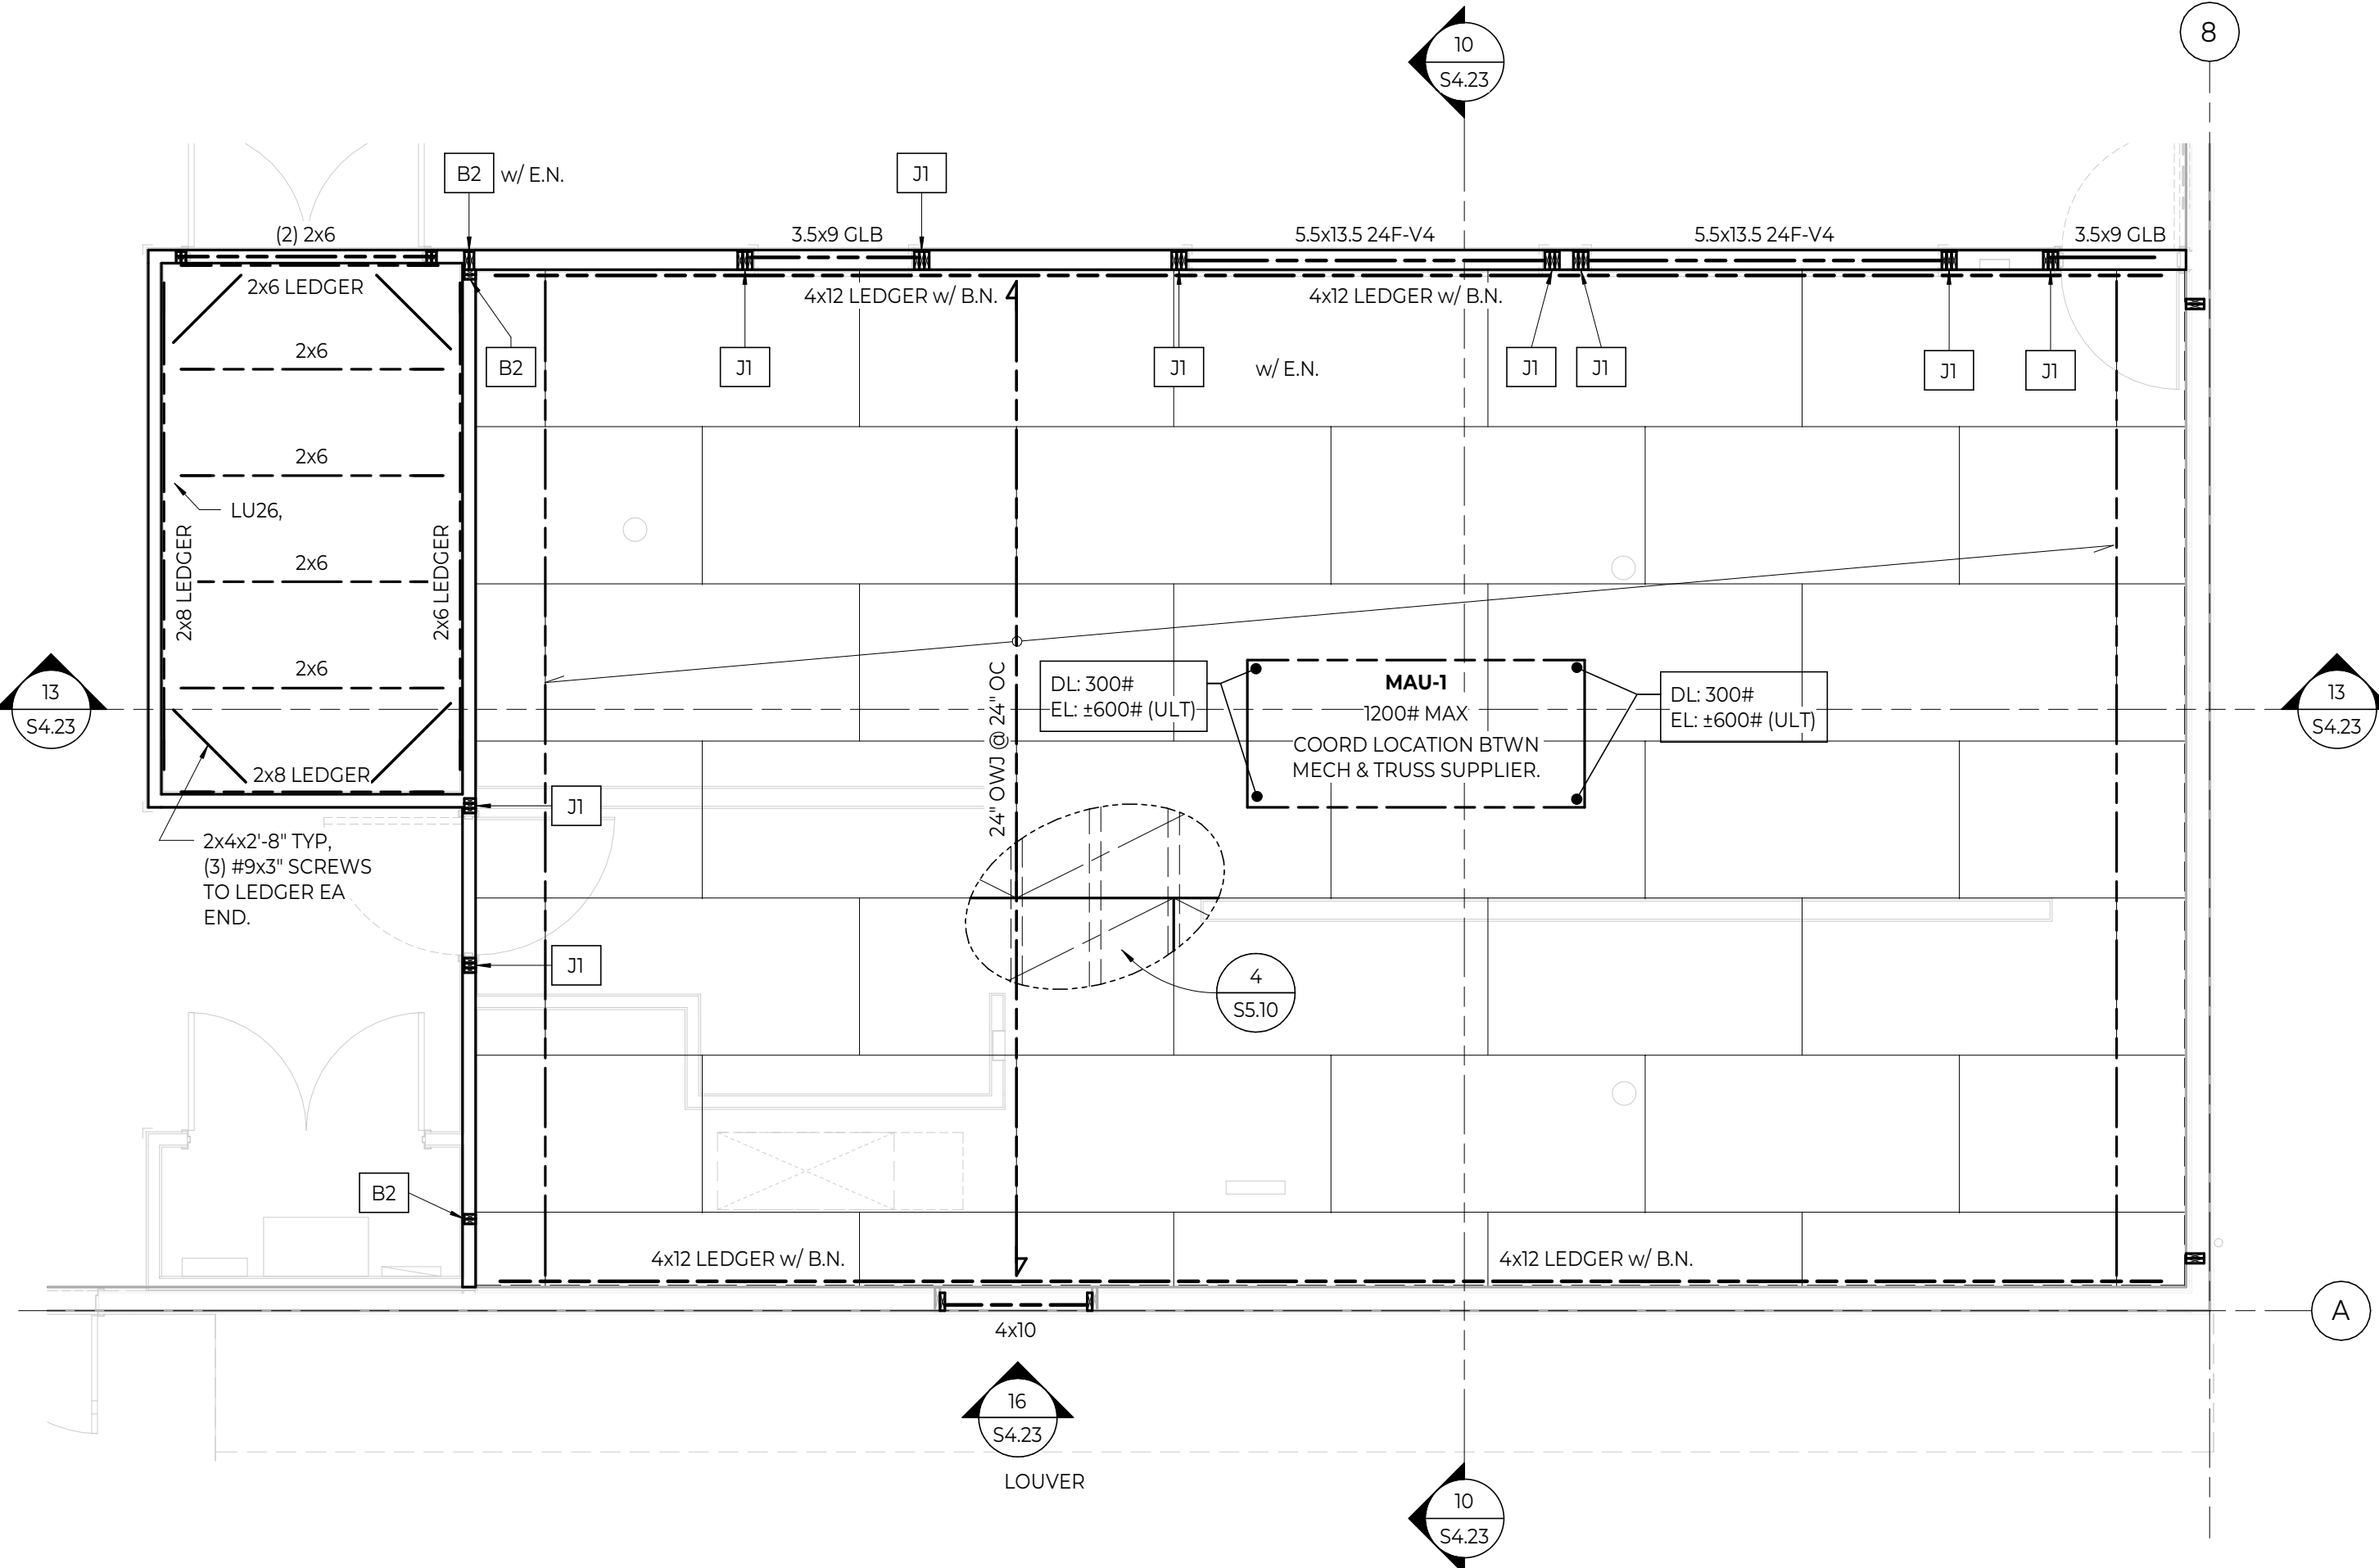 10
S4.23
8
B2
w/ E.N.
J1
(2) 2x6
3.5x9 GLB
5.5x13.5 24F-V4
5.5x13.5 24F-V4
3.5x9 GLB
2x6 LEDGER
4x12 LEDGER w/ B.N.
4x12 LEDGER w/ B.N.
2x6
B2
J1
J1
w/ E.N.
J1
J1
J1
J1
2x6
LU26,
2x8 LEDGER
2x6 LEDGER
2x6
2x6
13
S4.23
24" OWJ @ 24" OC
DL: 300#
EL: ±600# (ULT)
MAU-1
1200# MAX
COORD LOCATION BTWN
MECH & TRUSS SUPPLIER.
DL: 300#
EL: ±600# (ULT)
13
S4.23
2x8 LEDGER
J1
2x4x2'-8" TYP,
(3) #9x3" SCREWS
TO LEDGER EA
END.
J1
4
S5.10
B2
4x12 LEDGER w/ B.N.
4x12 LEDGER w/ B.N.
A
4x10
16
S4.23
LOUVER
10
S4.23